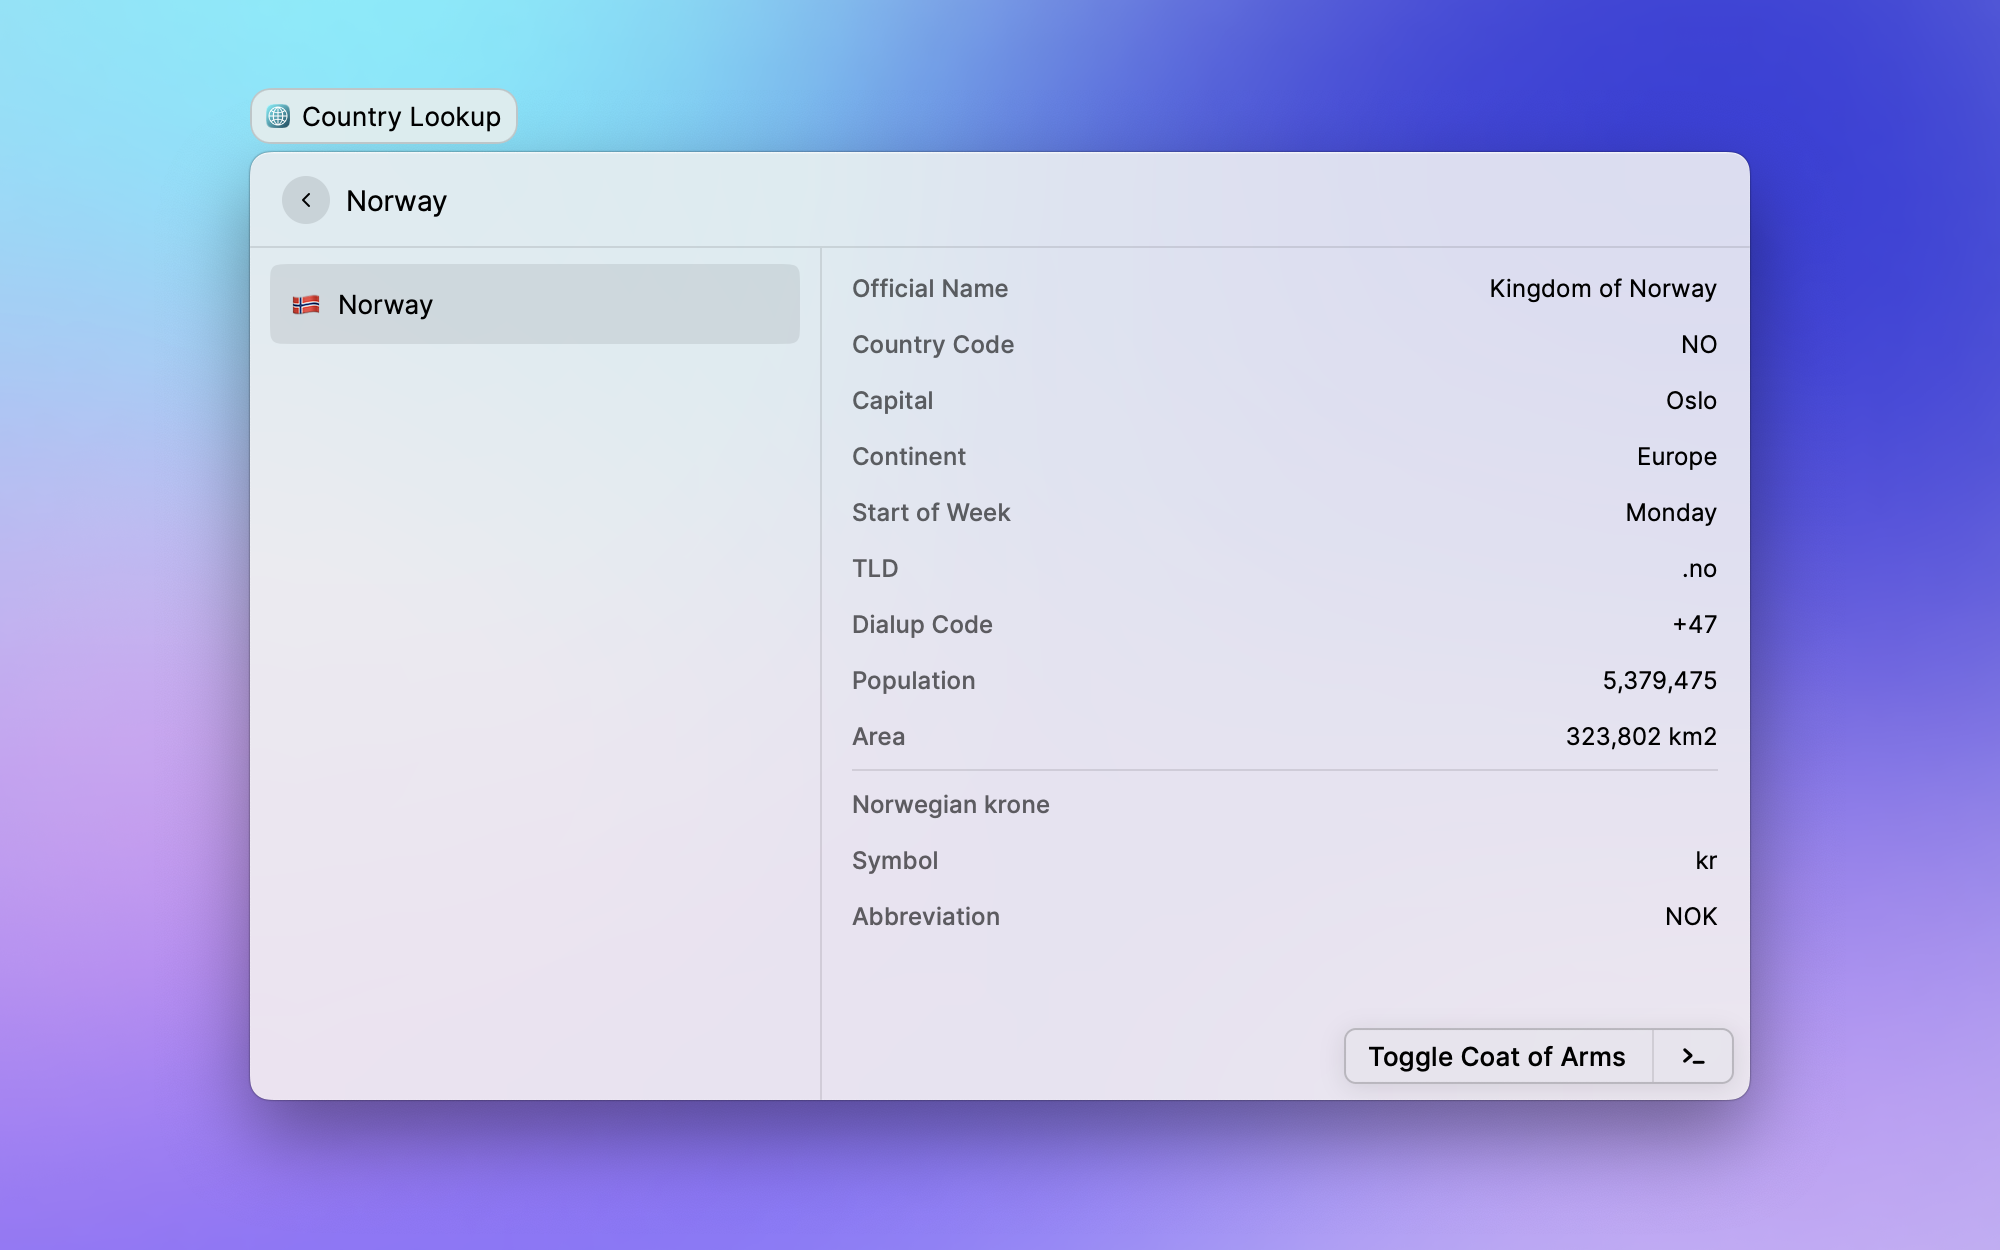 Country Lookup
Norway
Norway
Official Name Kingdom of Norway
Country Code NO
Capital Oslo
Continent Europe
Start of Week Monday
TLD .no
Dialup Code +47
Population 5,379,475
Area 323,802 km2
Norwegian krone
Symbol kr
Abbreviation NOK
Toggle Coat of Arms